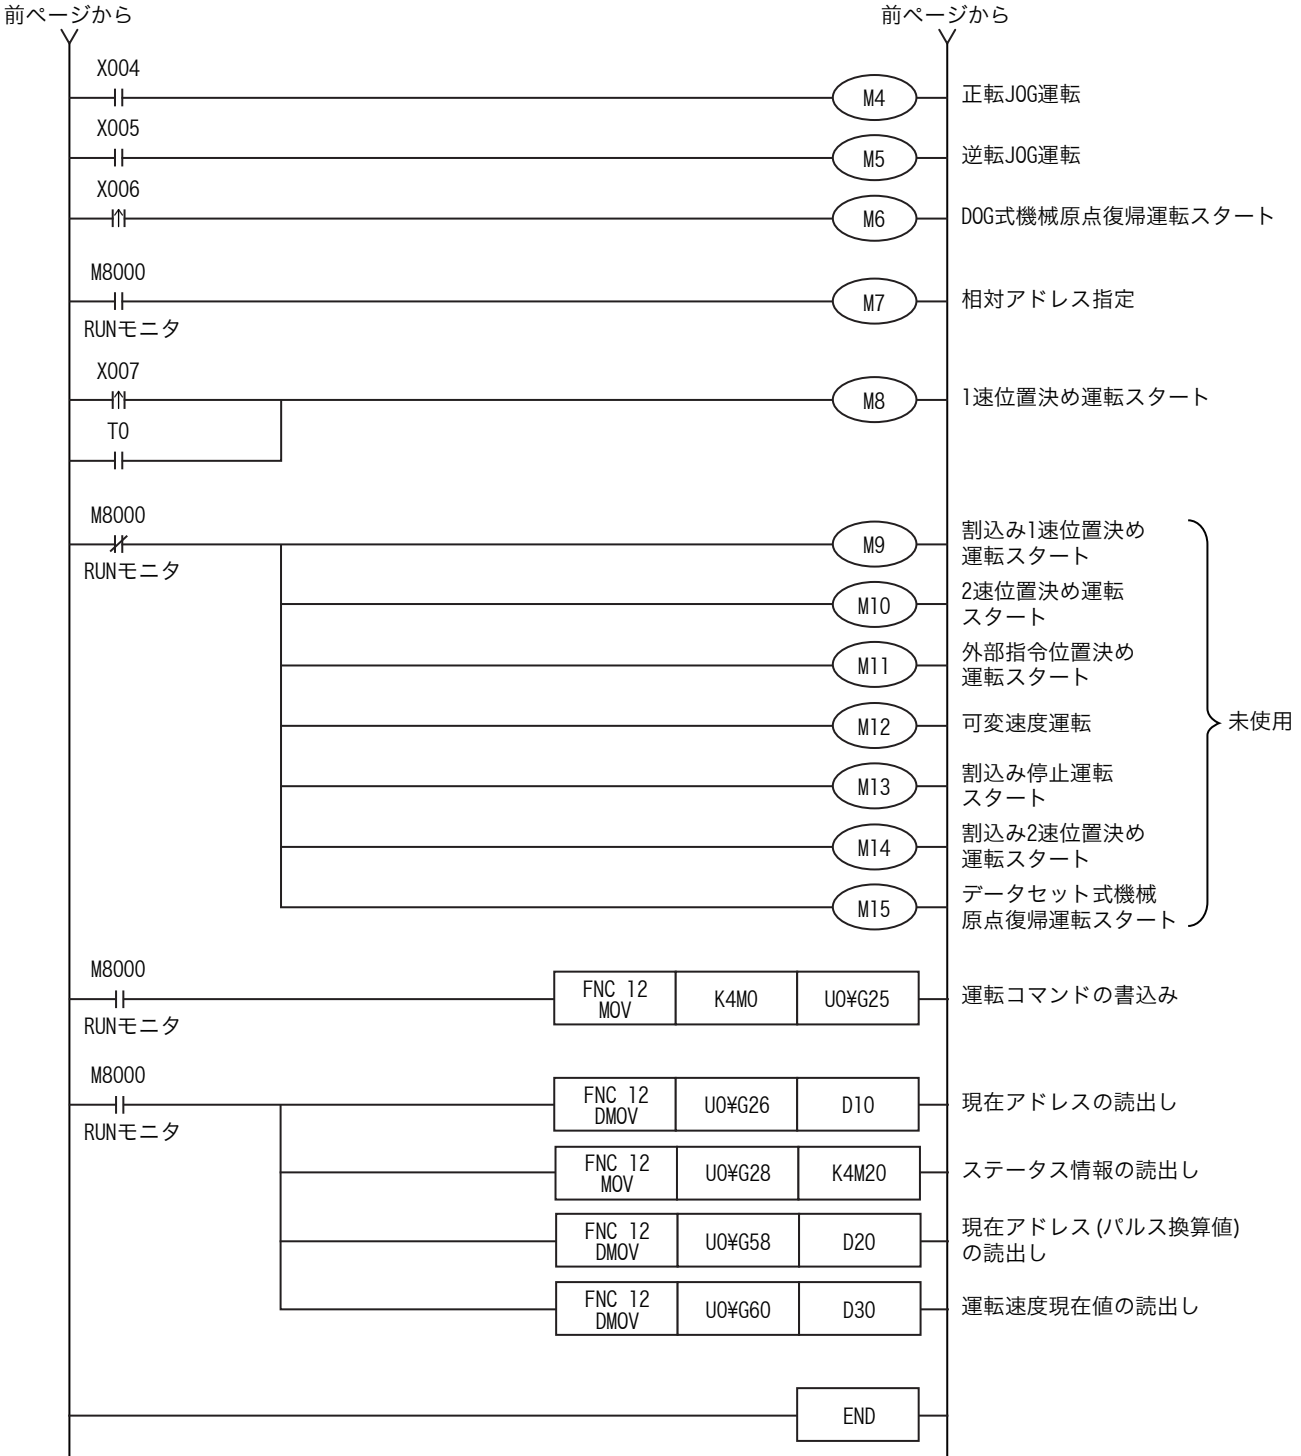 前ページから
前ページから
X004
M4
正転JOG運転
X005
M5
逆転JOG運転
X006
M6
DOG式機械原点復帰運転スタート
M8000
M7
相対アドレス指定
RUNモニタ
X007
M8
1速位置決め運転スタート
T0
M8000
M9
割込み1速位置決め
運転スタート
RUNモニタ
M10
2速位置決め運転
スタート
M11
外部指令位置決め
運転スタート
M12
可変速度運転
未使用
M13
割込み停止運転
スタート
M14
割込み2速位置決め
運転スタート
M15
データセット式機械
原点復帰運転スタート
M8000
FNC 12
MOV
K4M0
U0¥G25
運転コマンドの書込み
RUNモニタ
M8000
FNC 12
DMOV
U0¥G26
D10
現在アドレスの読出し
RUNモニタ
FNC 12
MOV
U0¥G28
K4M20
ステータス情報の読出し
FNC 12
DMOV
U0¥G58
D20
現在アドレス(パルス換算値)
の読出し
FNC 12
DMOV
U0¥G60
D30
運転速度現在値の読出し
END